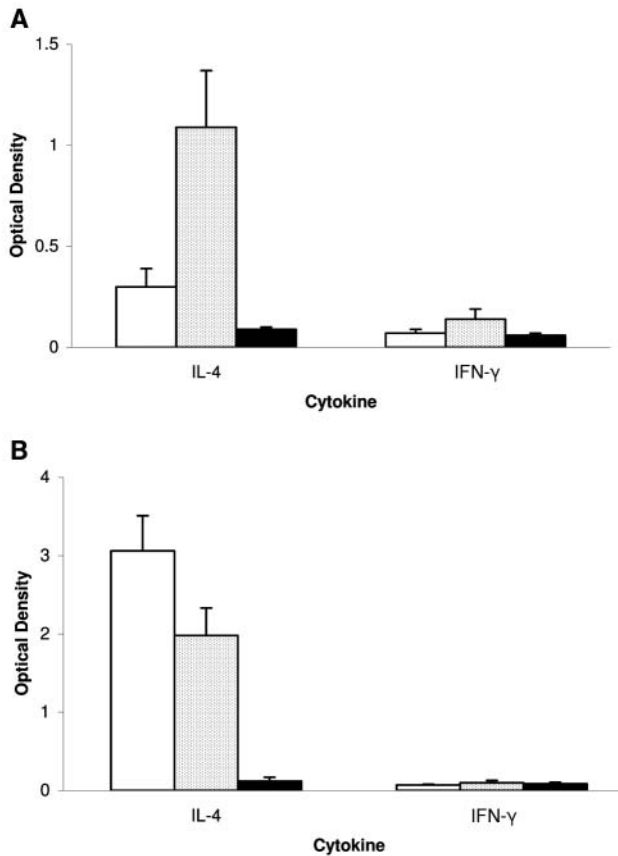 A
1.5
1
0.5
0
Optical Density
IL-4 IFN-γ
Cytokine
B
4
3
2
1
0
Optical Density
IL-4 IFN-γ
Cytokine